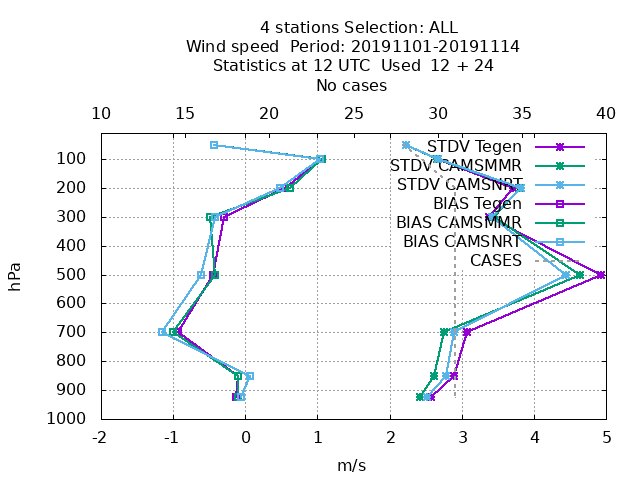 4 stations Selection: ALL
Wind speed  Period: 20191101-20191114
Statistics at 12 UTC  Used  12 + 24
No cases
10 15 20 25 30 35 40
STDV Tegen
STDV CAMSMMR
STDV CAMSNRT
BIAS Tegen
BIAS CAMSMMR
BIAS CAMSNRT
CASES
hPa
100
200
300
400
500
600
700
800
900
1000
-2 -1 0 1 2 3 4 5
m/s